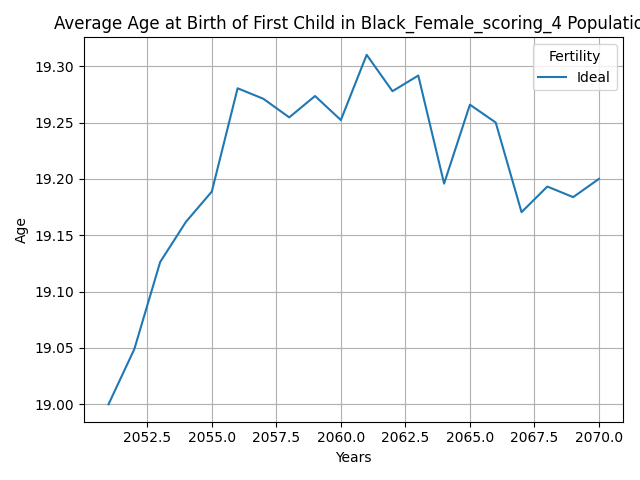 Average Age at Birth of First Child in Black_Female_scoring_4 Populatio
Fertility
Ideal
19.30
19.25
19.20
19.15
19.10
19.05
19.00
Age
2052.5 2055.0 2057.5 2060.0 2062.5 2065.0 2067.5 2070.0
Years